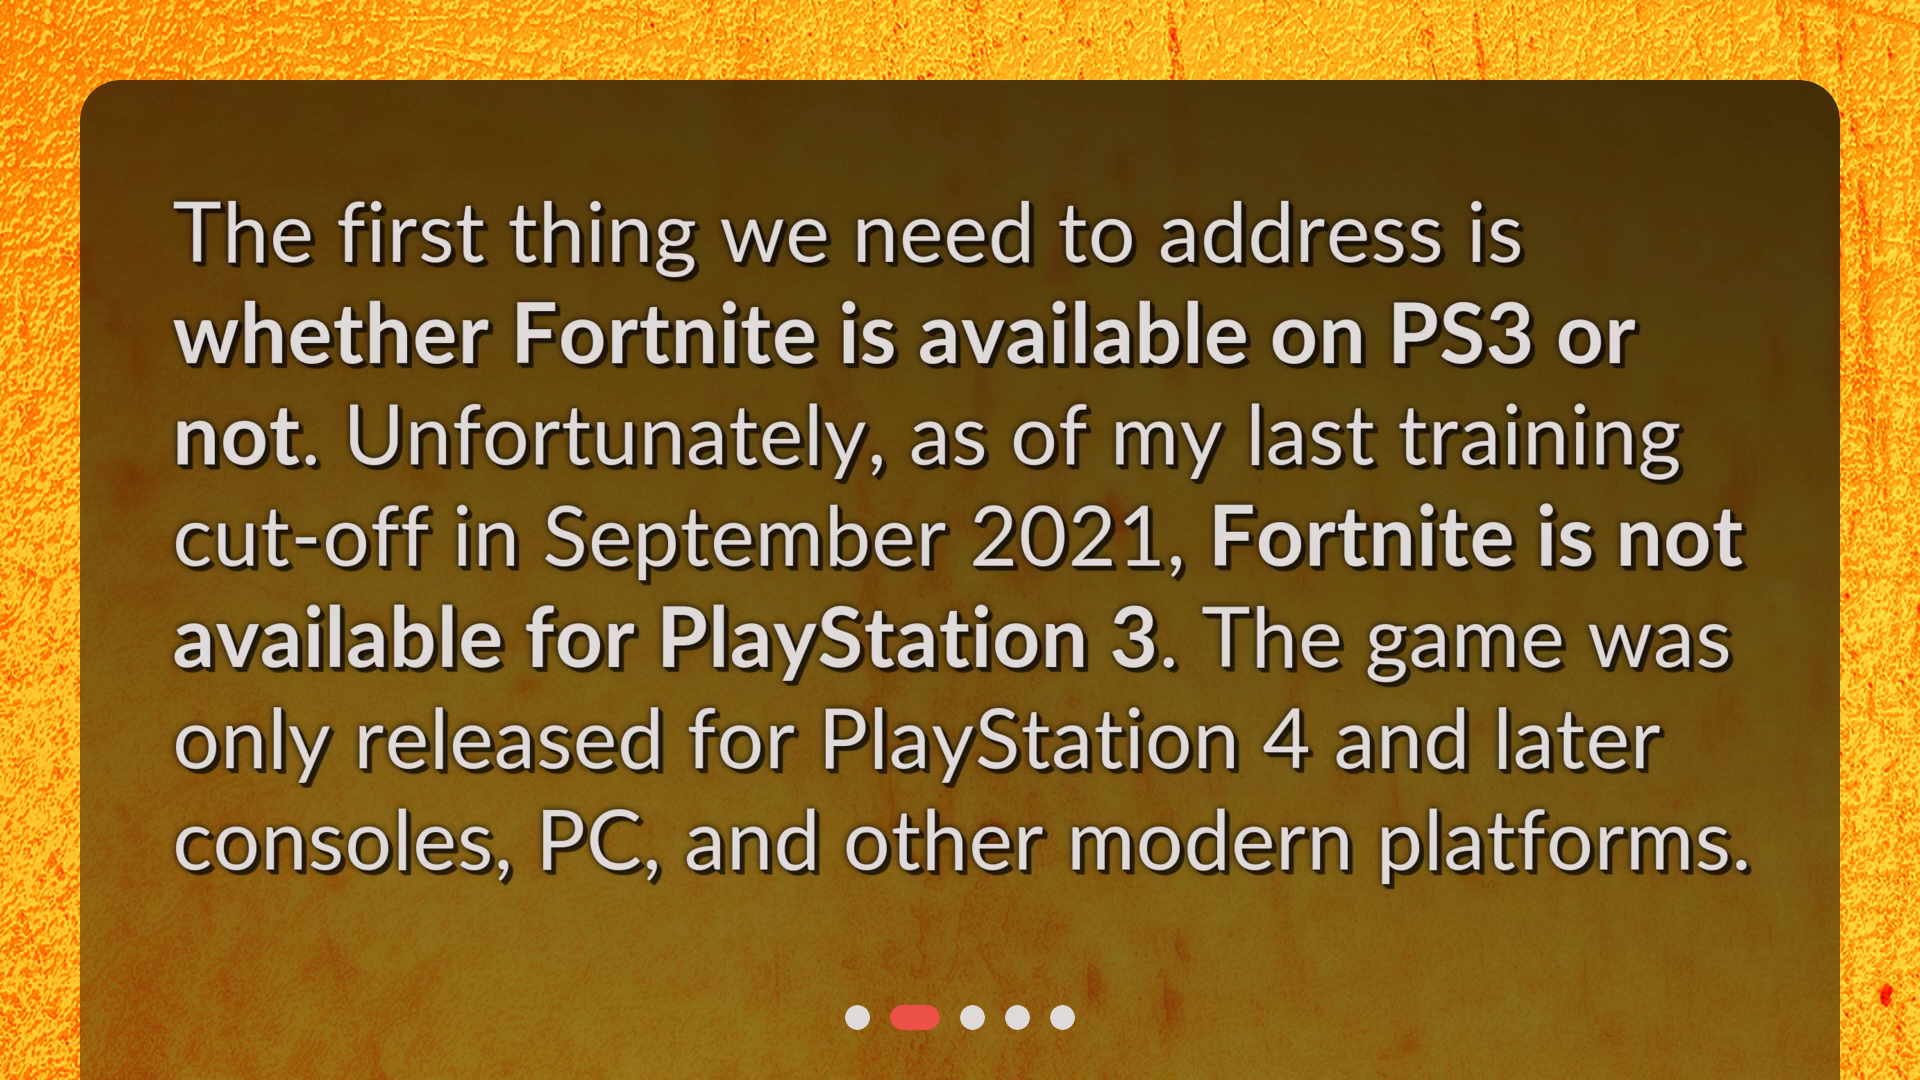 The first thing we need to address is
whether Fortnite is available on PS3 or
not. Unfortunately, as of my last training
cut-off in September 2021, Fortnite is not
available for PlayStation 3. The game was
only released for PlayStation 4 and later
consoles, PC, and other modern platforms.